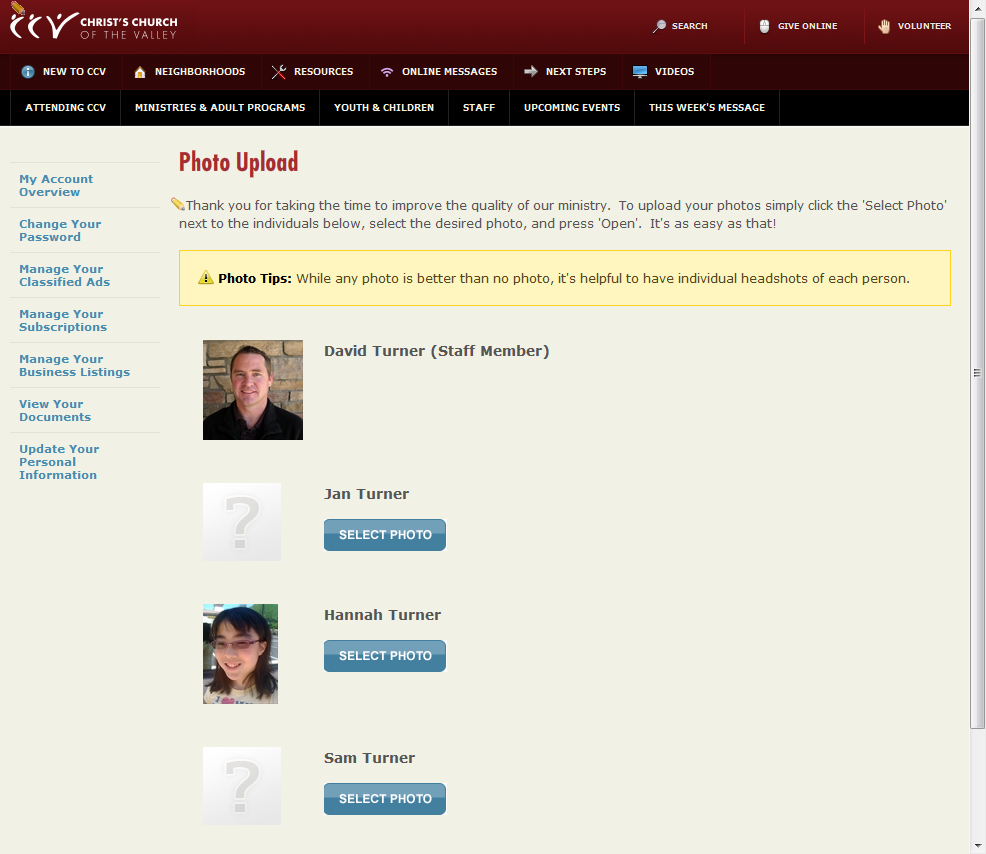 CCV CHRIST'S CHURCH
OF THE VALLEY
SEARCH GIVE ONLINE VOLUNTEER
NEW TO CCV NEIGHBORHOODS RESOURCES ONLINE MESSAGES NEXT STEPS VIDEOS
ATTENDING CCV MINISTRIES & ADULT PROGRAMS YOUTH & CHILDREN STAFF UPCOMING EVENTS THIS WEEK'S MESSAGE
My Account
Overview
Change Your
Password
Manage Your
Classified Ads
Manage Your
Subscriptions
Manage Your
Business Listings
View Your
Documents
Update Your
Personal
Information
Photo Upload
Thank you for taking the time to improve the quality of our ministry. To upload your photos simply click the 'Select Photo'
next to the individuals below, select the desired photo, and press 'Open'. It's as easy as that!
Photo Tips: While any photo is better than no photo, it's helpful to have individual headshots of each person.
David Turner (Staff Member)
?
Jan Turner
SELECT PHOTO
Hannah Turner
SELECT PHOTO
?
Sam Turner
SELECT PHOTO